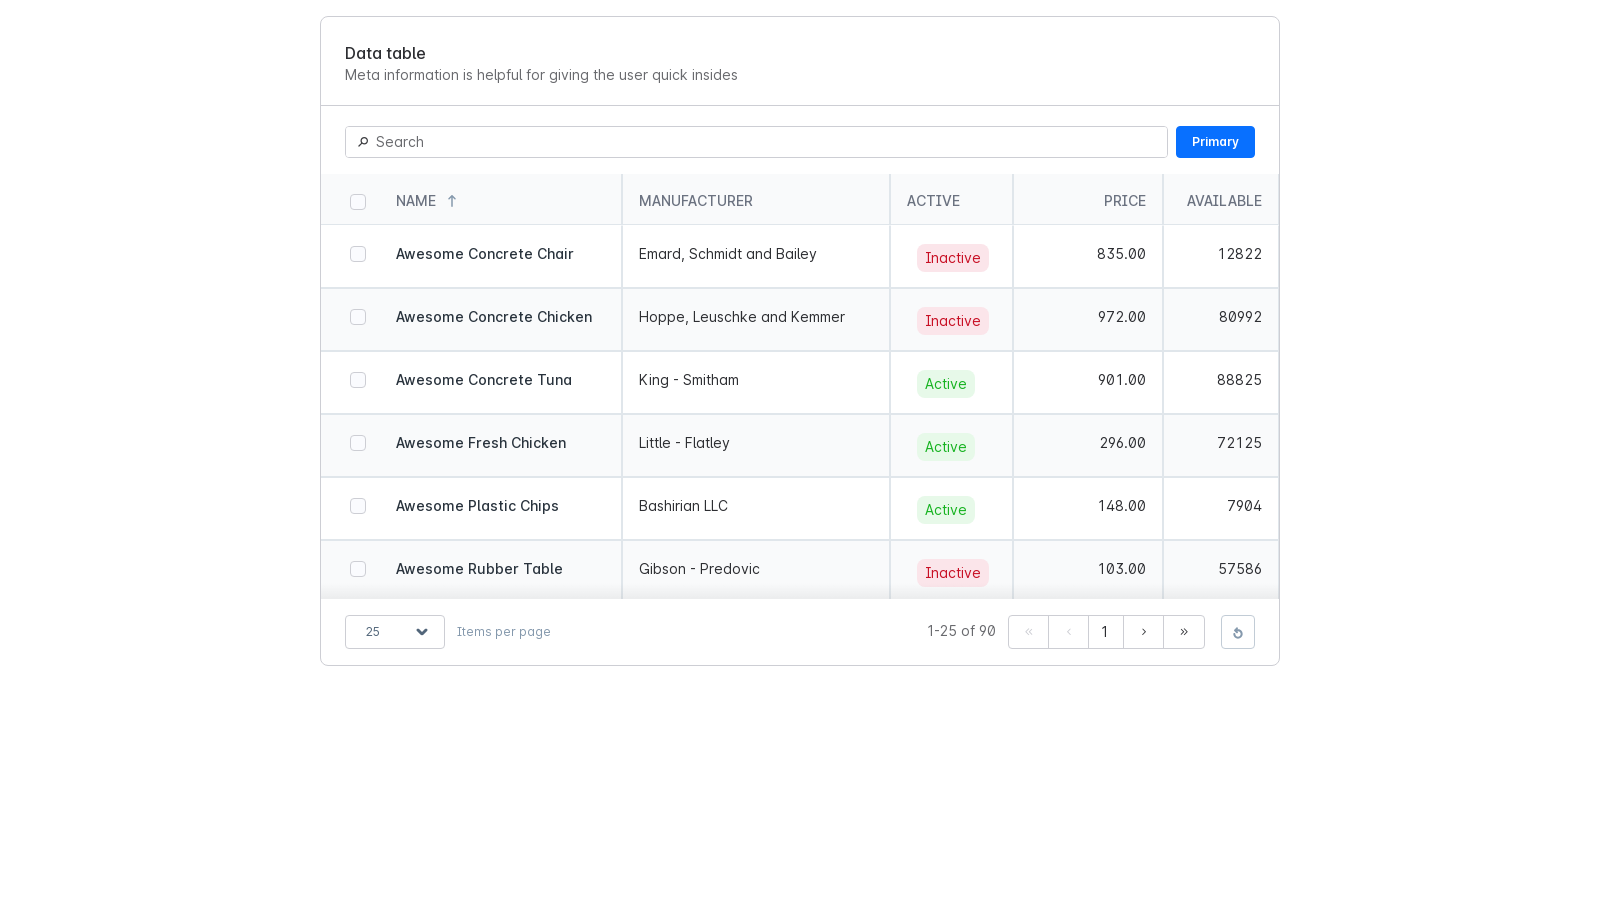 Data table
Meta information is helpful for giving the user quick insides
Search Primary
NAME ↑ MANUFACTURER ACTIVE PRICE AVAILABLE
Awesome Concrete Chair Emard, Schmidt and Bailey Inactive 835.00 12822
Awesome Concrete Chicken Hoppe, Leuschke and Kemmer Inactive 972.00 80992
Awesome Concrete Tuna King - Smitham Active 901.00 88825
Awesome Fresh Chicken Little - Flatley Active 296.00 72125
Awesome Plastic Chips Bashirian LLC Active 148.00 7904
Awesome Rubber Table Gibson - Predovic Inactive 103.00 57586
25 Items per page 1-25 of 90 « ‹ 1 › »